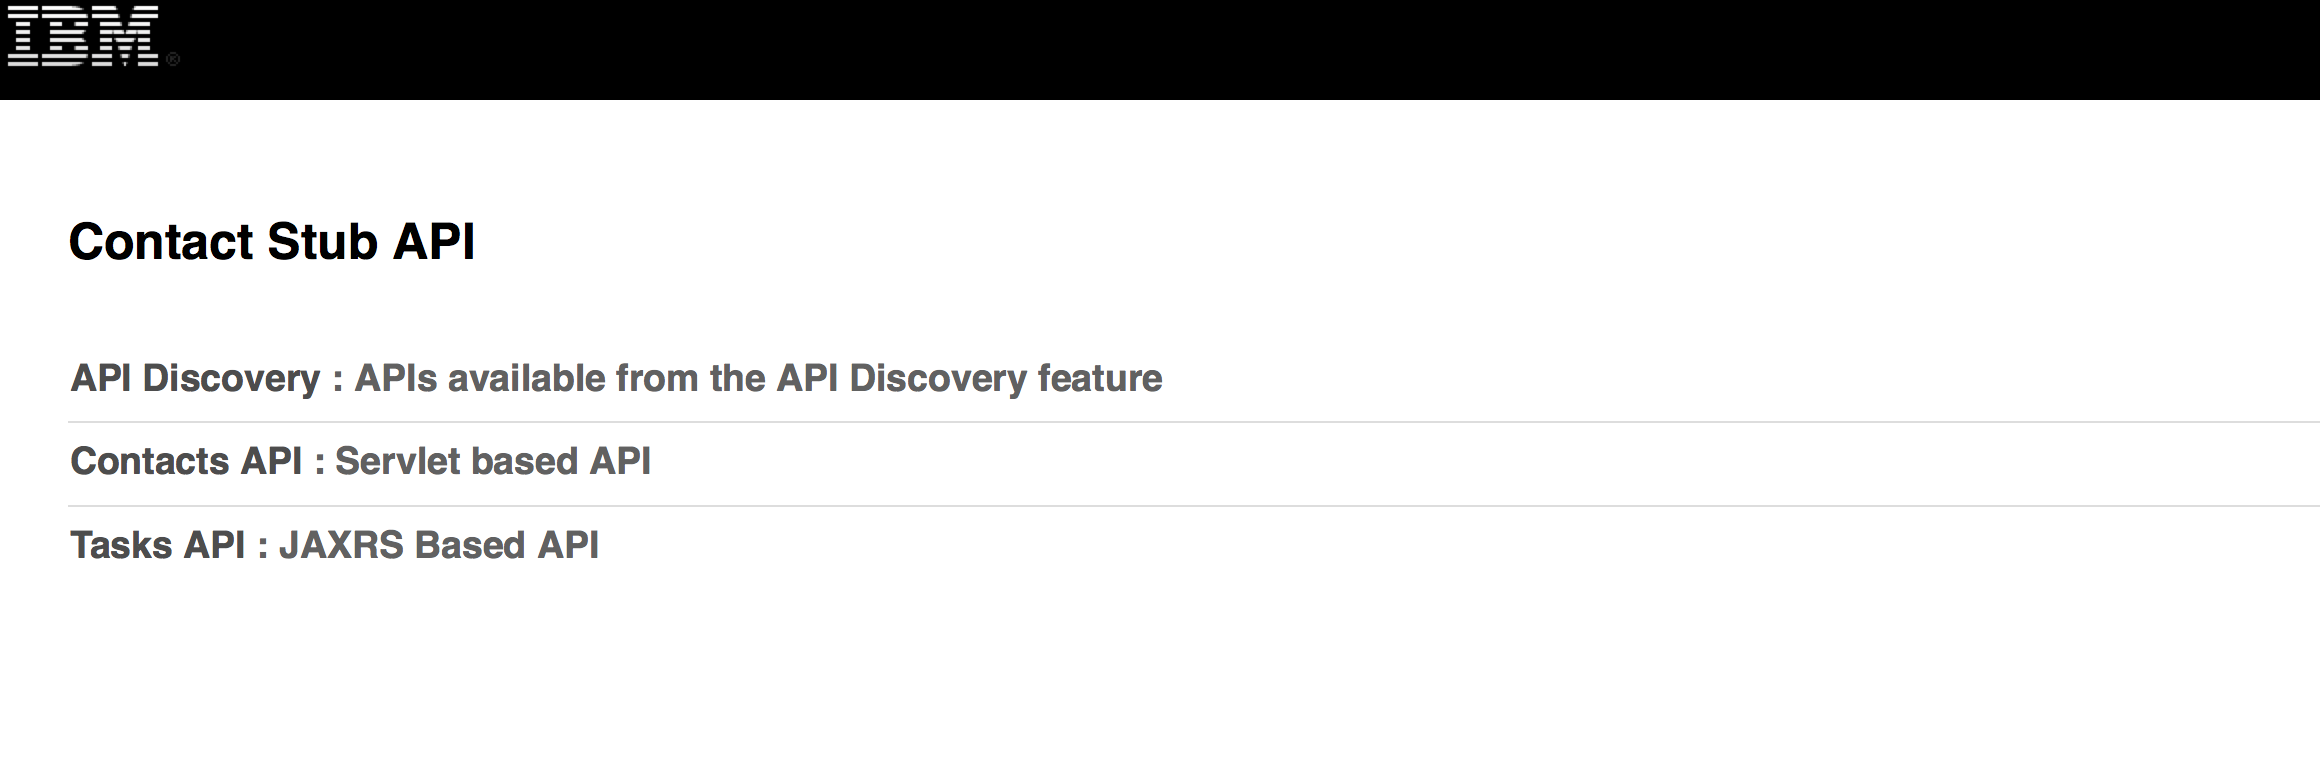 IBM®
Contact Stub API
API Discovery : APIs available from the API Discovery feature
Contacts API : Servlet based API
Tasks API : JAXRS Based API